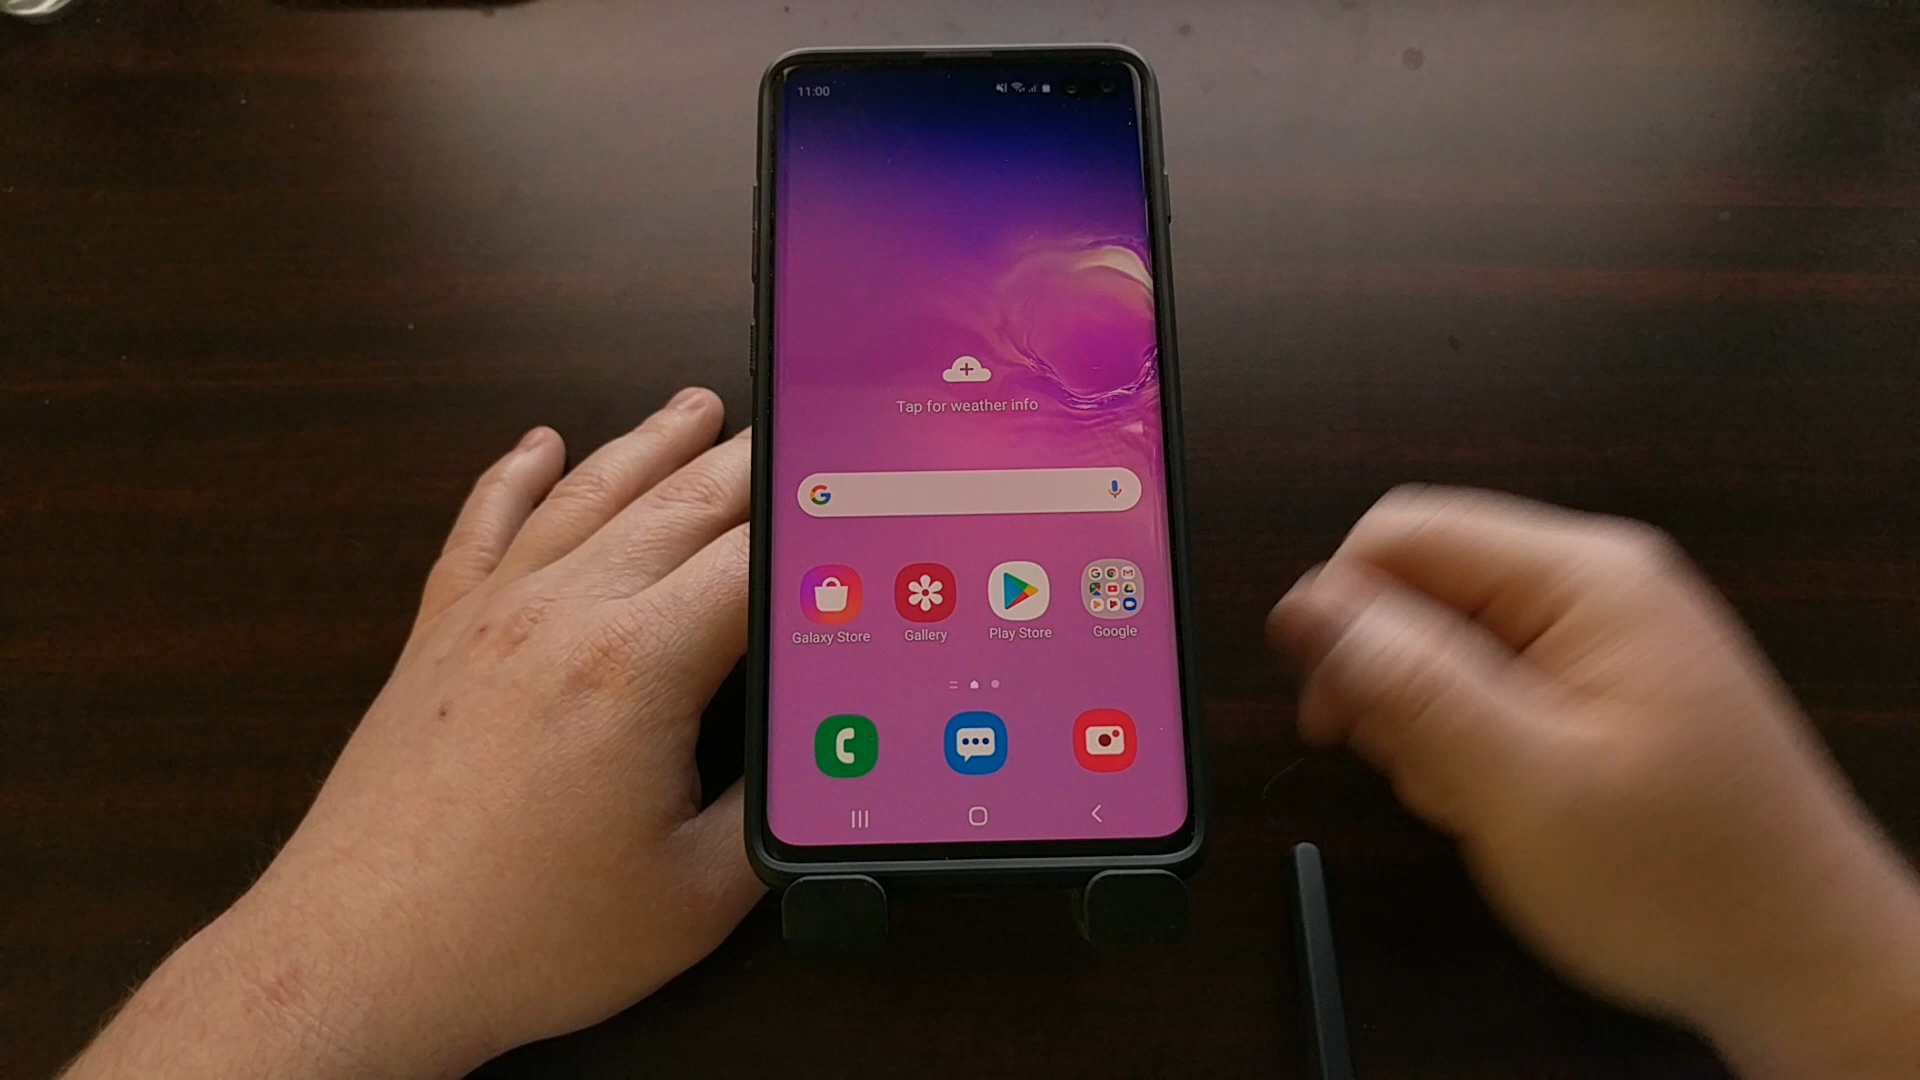 11:00
Tap for weather info
Galaxy Store
Gallery
Play Store
Google